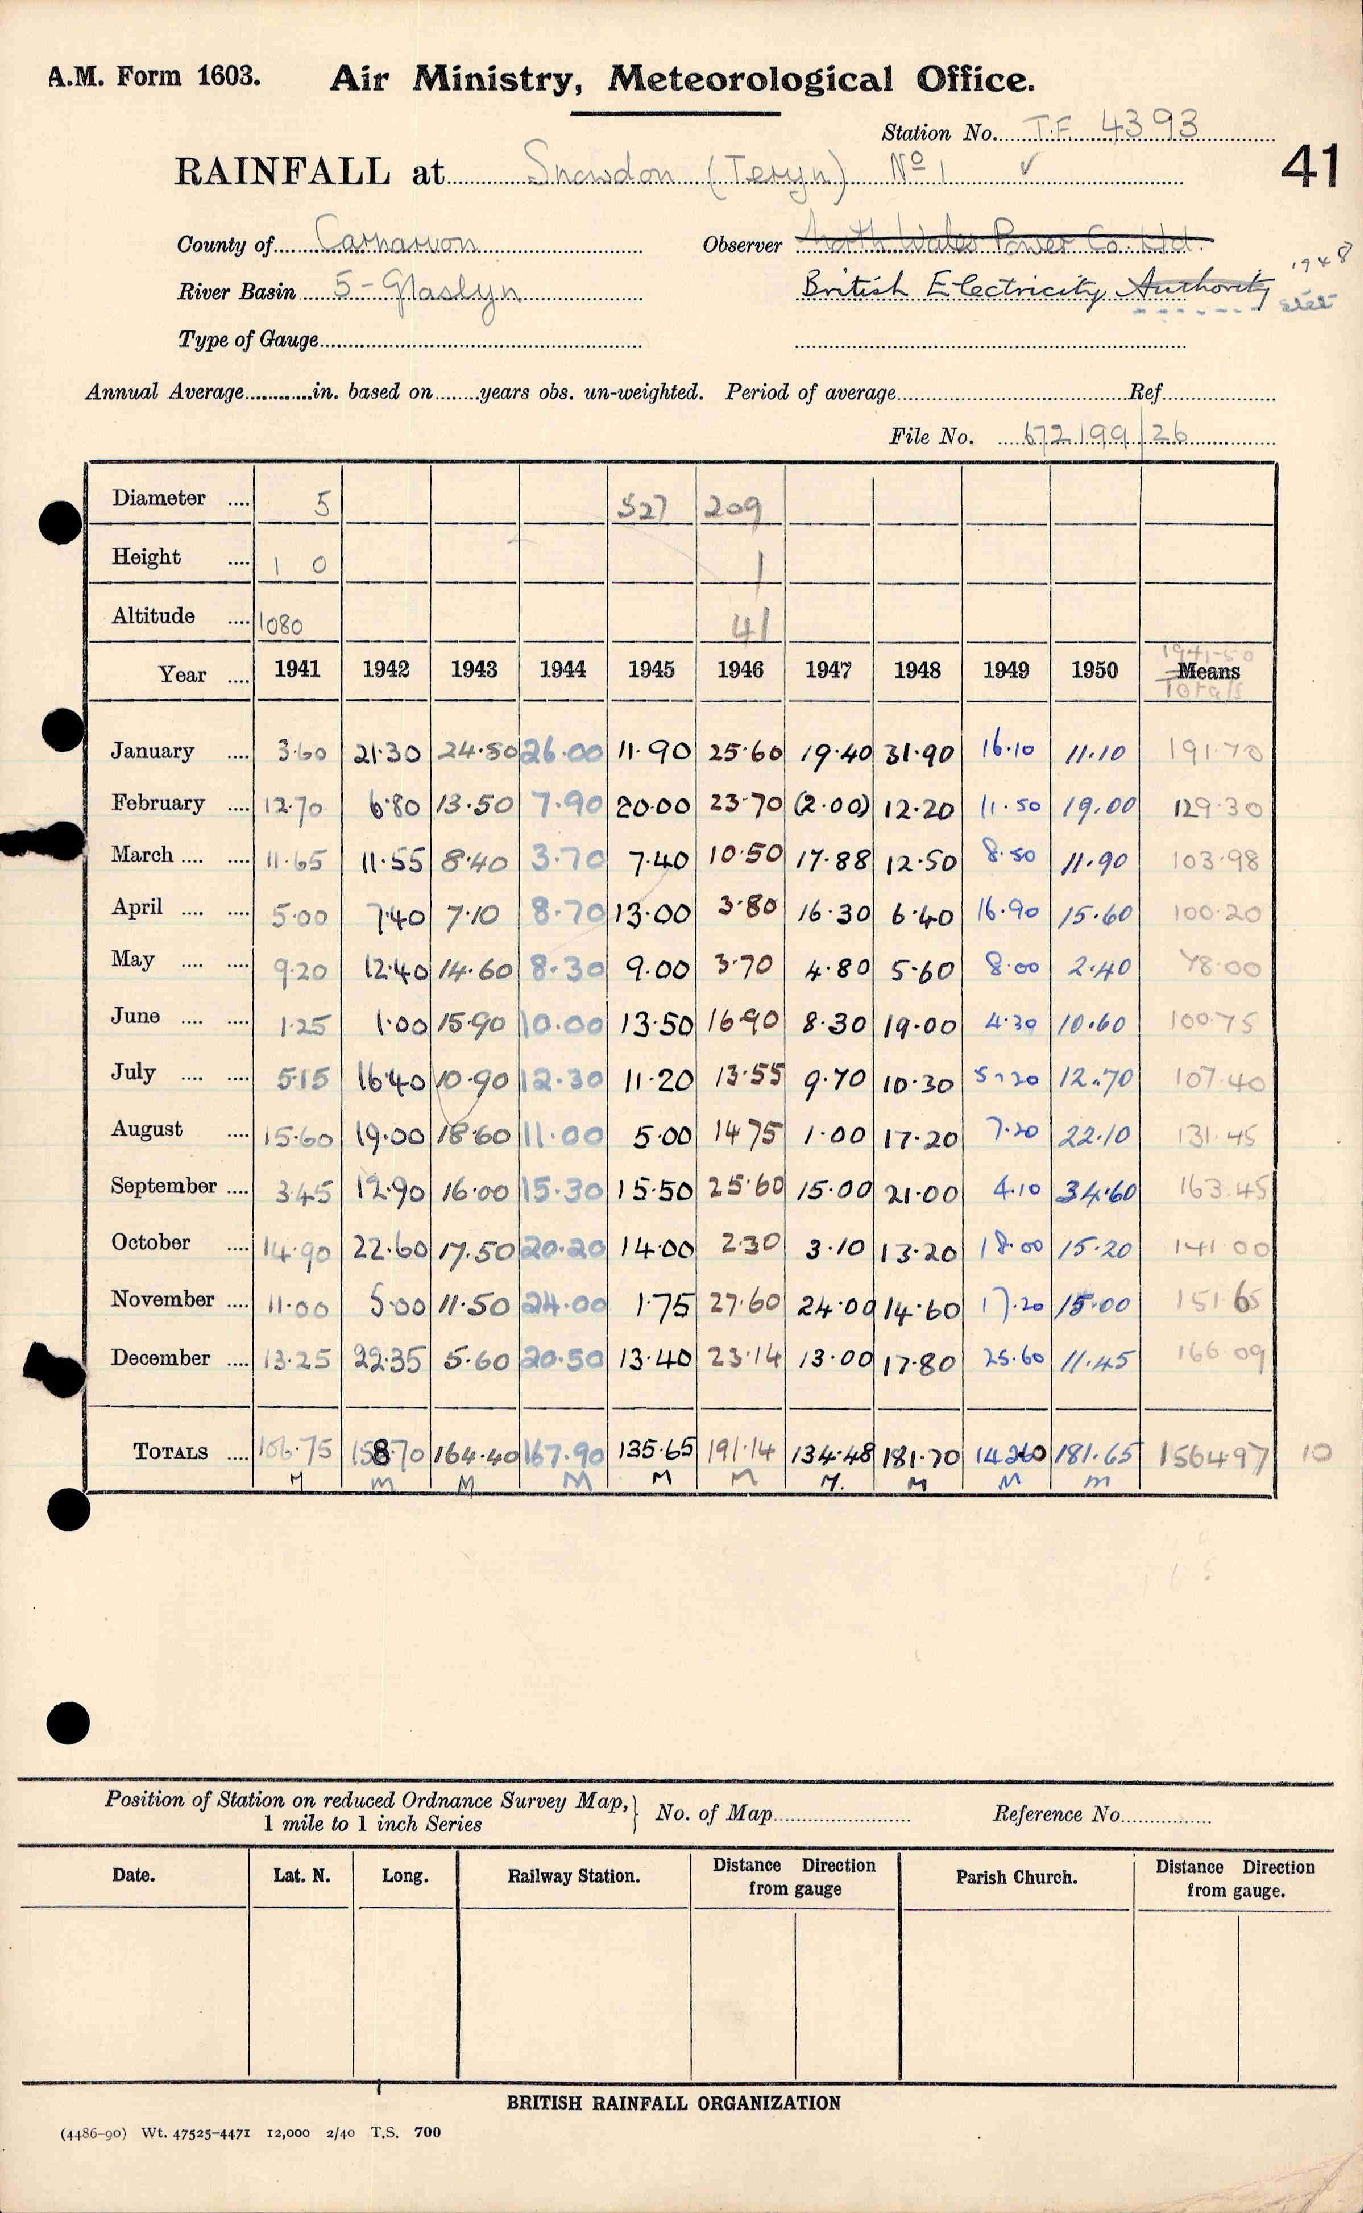 A.M. Form 1603. Air Ministry, Meteorological Office.
Station No. T.F. 4393
RAINFALL at Snowdon (Teryn) Nº 1 ✓ 41
County of Carnarvon Observer North Wales Power Co. Ltd.
River Basin 5 - Glaslyn British Electricity Authority 1948 stet
Type of Gauge
Annual Average in. based on years obs. un-weighted. Period of average Ref
File No. 672199/26
Diameter .... 5 527 209
Height .... 1 0 1
Altitude .... 1080 41
Year .... 1941 1942 1943 1944 1945 1946 1947 1948 1949 1950 1941-50 Means Totals
January .... 3.60 21.30 24.80 26.00 11.90 25.60 19.40 31.90 16.10 11.10 191.70
February .... 12.70 6.80 13.50 7.90 20.00 23.70 (2.00) 12.20 11.50 19.00 129.30
March .... .... 11.65 11.55 8.40 3.70 7.40 10.50 17.88 12.50 8.50 11.90 103.98
April .... .... 5.00 7.40 7.10 8.70 13.00 3.80 16.30 6.40 16.90 15.60 100.20
May .... .... 9.20 12.40 14.60 8.30 9.00 3.70 4.80 5.60 8.00 2.40 78.00
June .... .... 1.25 1.00 15.90 10.00 13.50 16.90 8.30 19.00 4.30 10.60 100.75
July .... .... 5.15 16.40 10.90 12.30 11.20 13.55 9.70 10.30 5.20 12.70 107.40
August .... 15.60 19.00 18.60 11.00 5.00 14.75 1.00 17.20 7.20 22.10 131.45
September .... 3.45 12.90 16.00 15.30 15.50 25.60 15.00 21.00 4.10 34.60 163.45
October .... 14.90 22.60 17.50 20.20 14.00 2.30 3.10 13.20 18.00 15.20 141.00
November .... 11.00 5.00 11.50 24.00 1.75 27.60 24.00 14.60 17.20 15.00 151.65
December .... 13.25 22.35 5.60 20.50 13.40 23.14 13.00 17.80 25.60 11.45 166.09
TOTALS .... 106.75 158.70 164.40 167.90 135.65 191.14 134.48 181.70 142.60 181.65 1564.97 10
M M M M M M M. M M M
Position of Station on reduced Ordnance Survey Map, 1 mile to 1 inch Series } No. of Map Reference No.
Date. Lat. N. Long. Railway Station. Distance Direction from gauge Parish Church. Distance Direction from gauge.
BRITISH RAINFALL ORGANIZATION
(4486-90) Wt. 47525-4471 12,000 2/40 T.S. 700